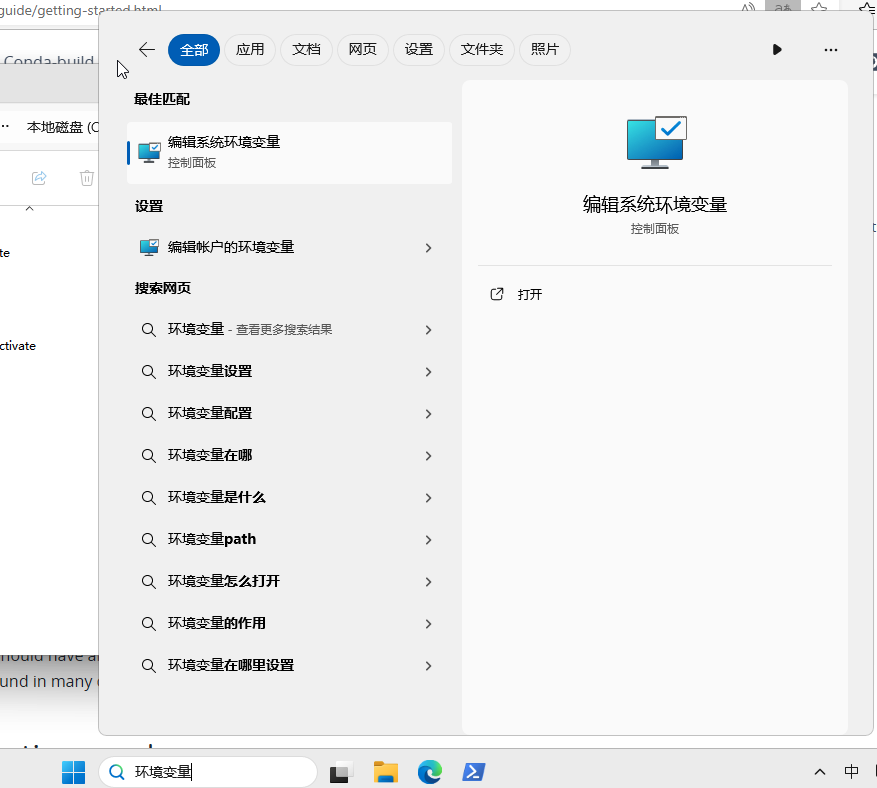 guide/getting-started.html
Conda-build
全部 应用 文档 网页 设置 文件夹 照片
最佳匹配
本地磁盘 (C
编辑系统环境变量
控制面板
设置
编辑帐户的环境变量
搜索网页
环境变量 - 查看更多搜索结果
环境变量设置
环境变量配置
环境变量在哪
环境变量是什么
环境变量path
环境变量怎么打开
环境变量的作用
环境变量在哪里设置
编辑系统环境变量
控制面板
打开
te
ctivate
und in many
环境变量
中